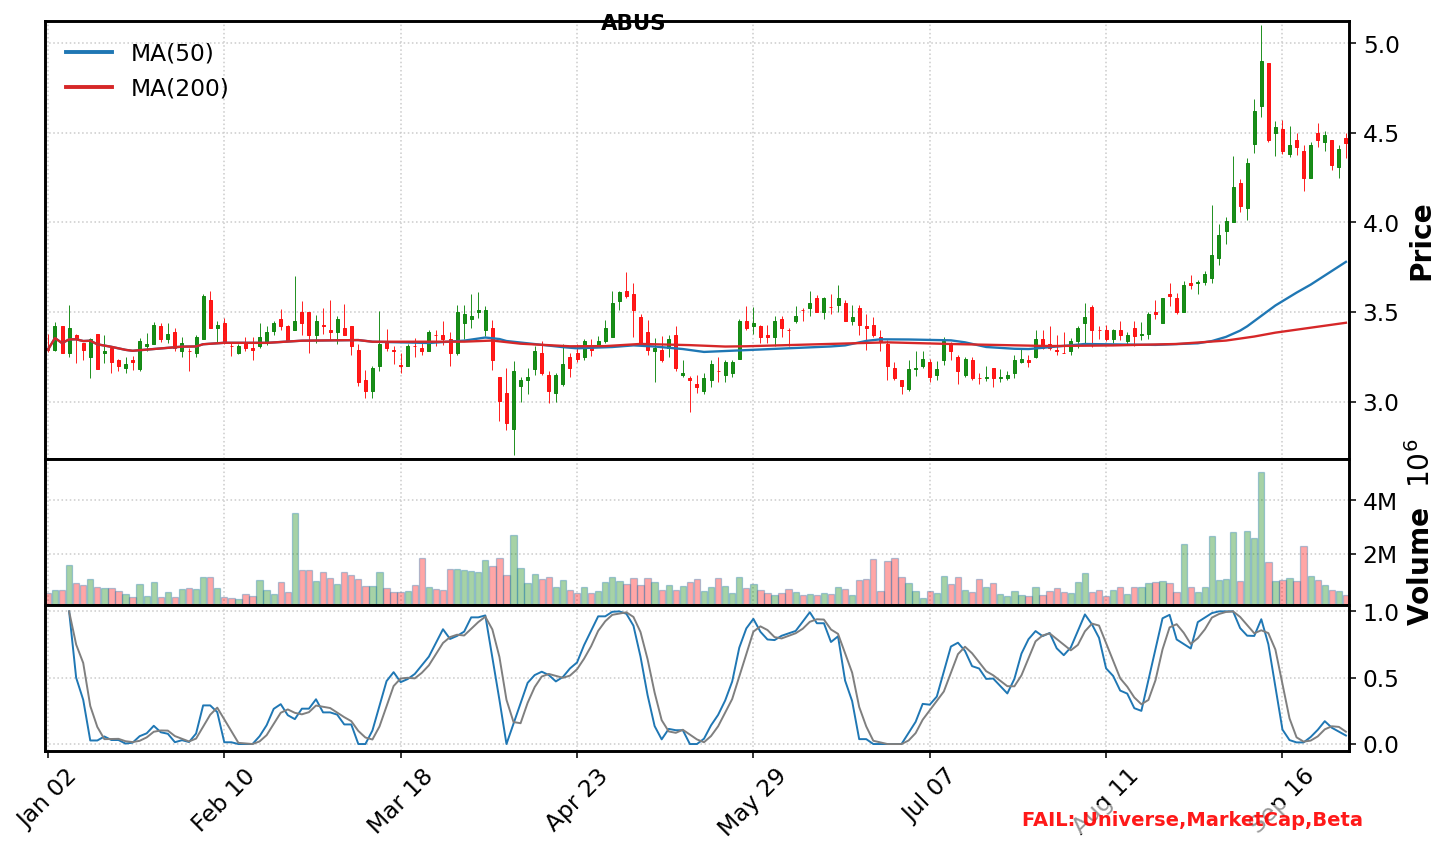 ABUS
MA(50)
MA(200)
5.0
4.5
4.0
3.5
3.0
Price
4M
2M
Volume 10^6
1.0
0.5
0.0
Jan 02
Feb 10
Mar 18
Apr 23
May 29
Jul 07
Aug 11
Sep 16
FAIL: Universe,MarketCap,Beta